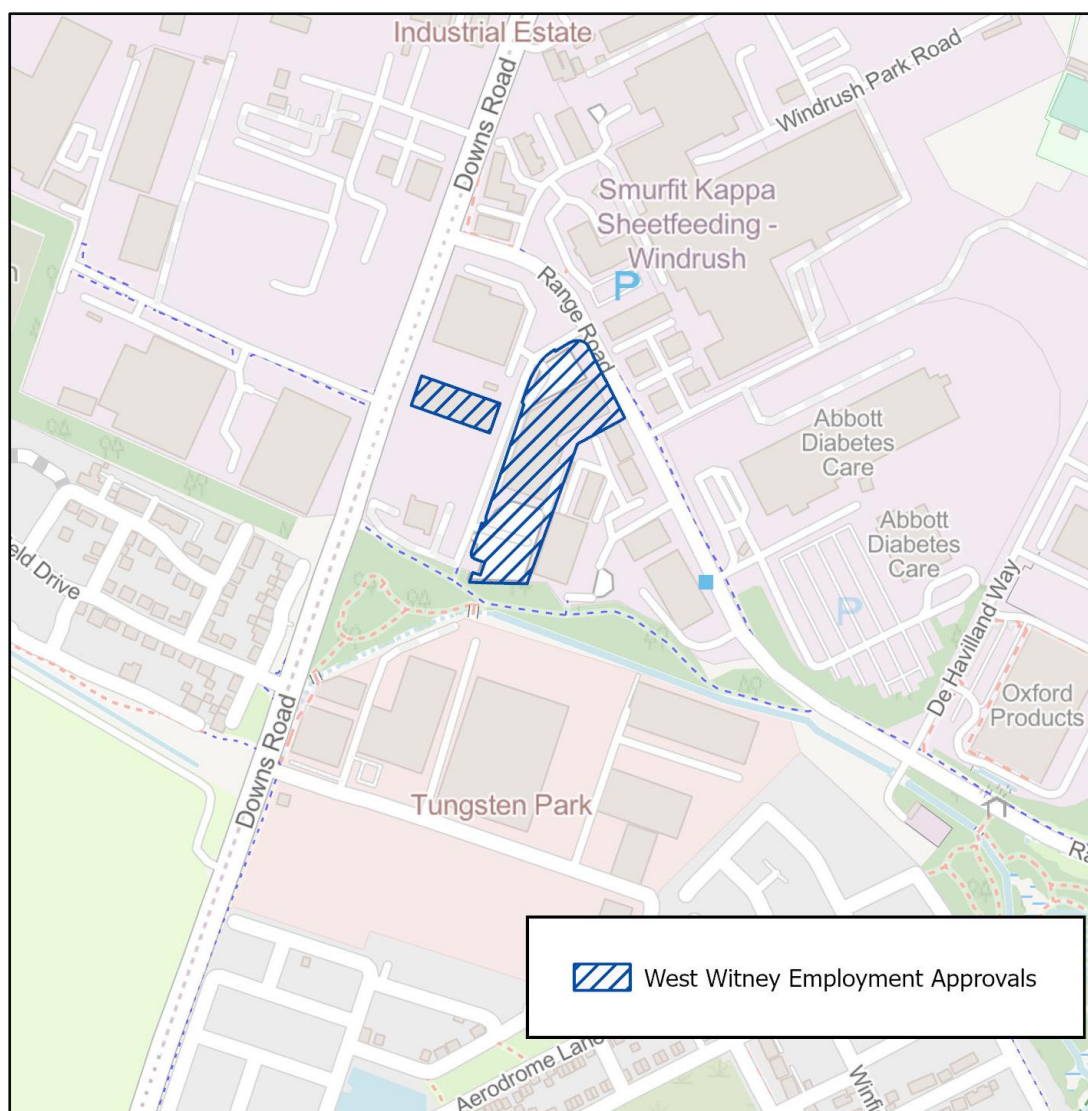 Industrial Estate
Windrush Park Road
Downs Road
Smurfit Kappa
Sheetfeeding -
Windrush
P
Range Road
Abbott
Diabetes
Care
Abbott
Diabetes
Care
P
De Havilland Way
Drive
Oxford
Products
Downs Road
Tungsten Park
West Witney Employment Approvals
Aerodrome Lane